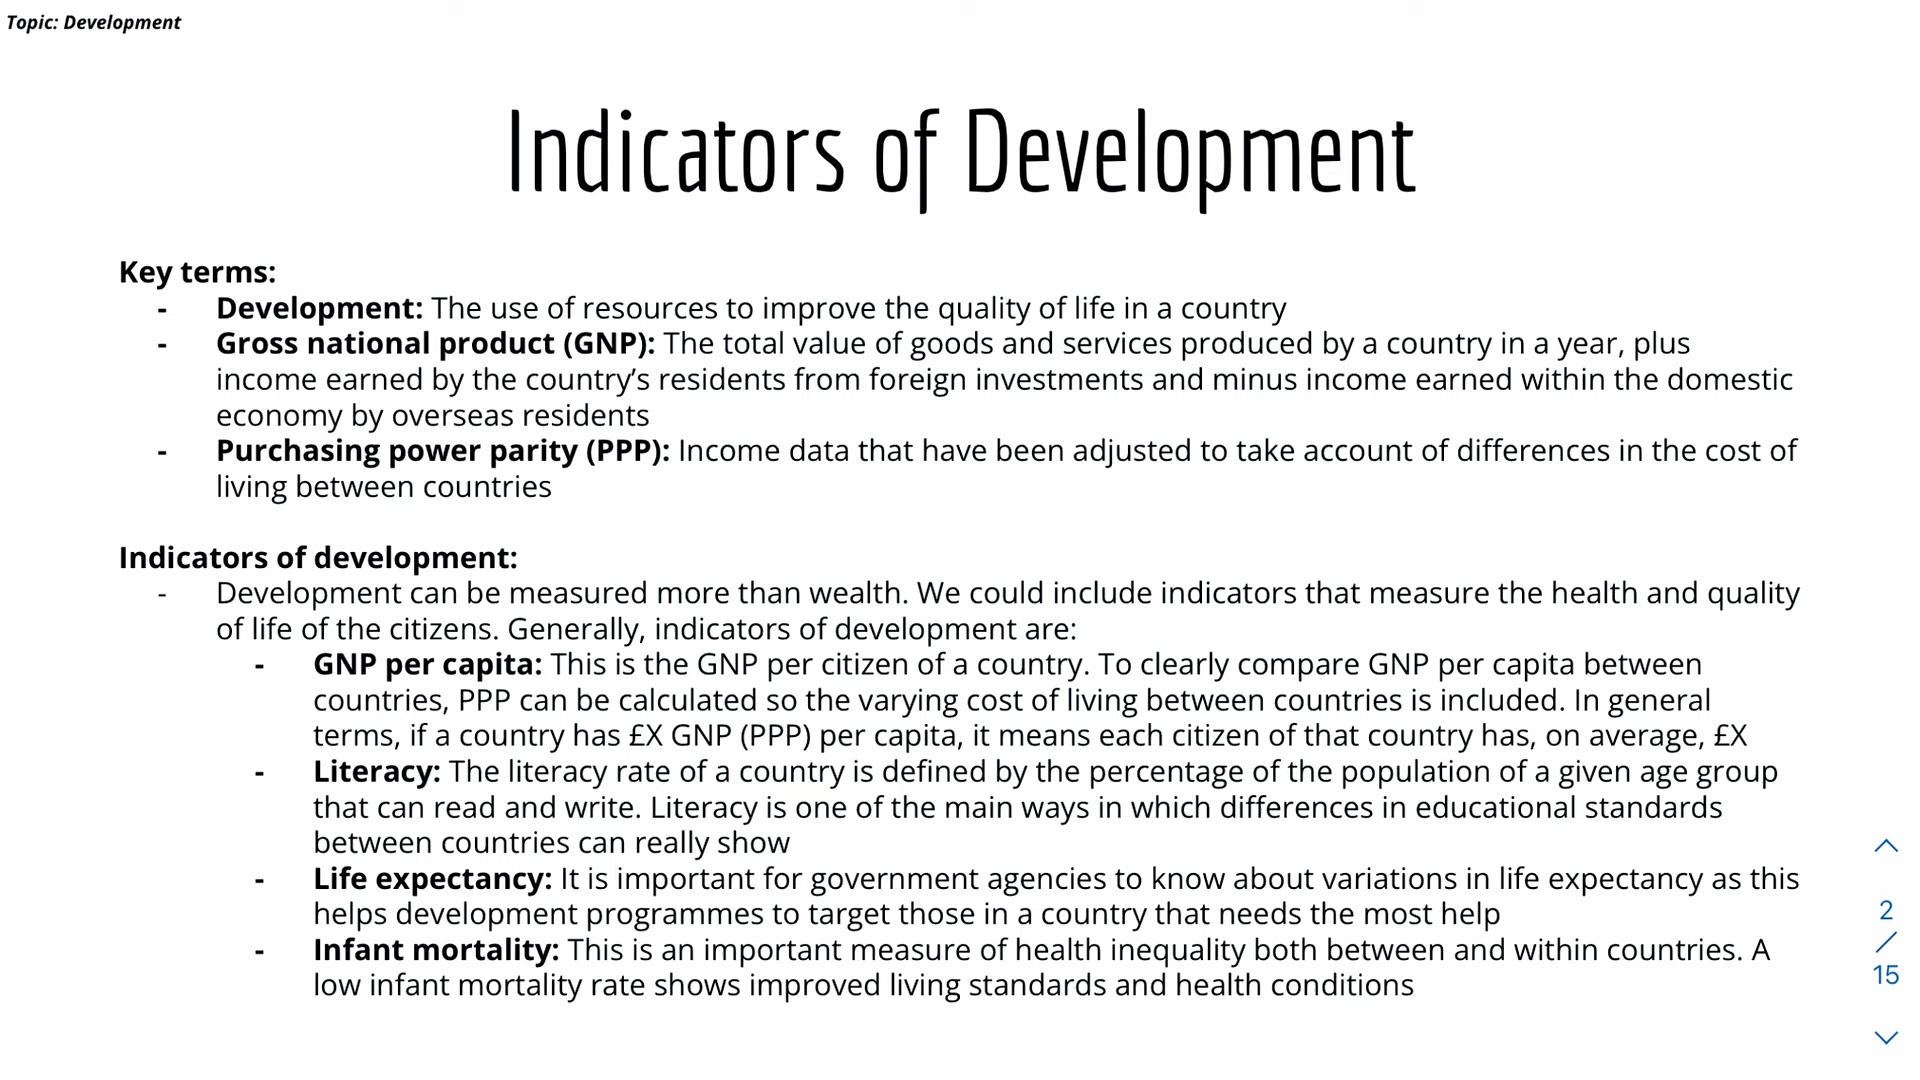 Topic: Development
Indicators of Development
Key terms:
- Development: The use of resources to improve the quality of life in a country
- Gross national product (GNP): The total value of goods and services produced by a country in a year, plus
income earned by the country’s residents from foreign investments and minus income earned within the domestic
economy by overseas residents
- Purchasing power parity (PPP): Income data that have been adjusted to take account of differences in the cost of
living between countries
Indicators of development:
- Development can be measured more than wealth. We could include indicators that measure the health and quality
of life of the citizens. Generally, indicators of development are:
- GNP per capita: This is the GNP per citizen of a country. To clearly compare GNP per capita between
countries, PPP can be calculated so the varying cost of living between countries is included. In general
terms, if a country has £X GNP (PPP) per capita, it means each citizen of that country has, on average, £X
- Literacy: The literacy rate of a country is defined by the percentage of the population of a given age group
that can read and write. Literacy is one of the main ways in which differences in educational standards
between countries can really show
- Life expectancy: It is important for government agencies to know about variations in life expectancy as this
helps development programmes to target those in a country that needs the most help
- Infant mortality: This is an important measure of health inequality both between and within countries. A
low infant mortality rate shows improved living standards and health conditions
2
/
15